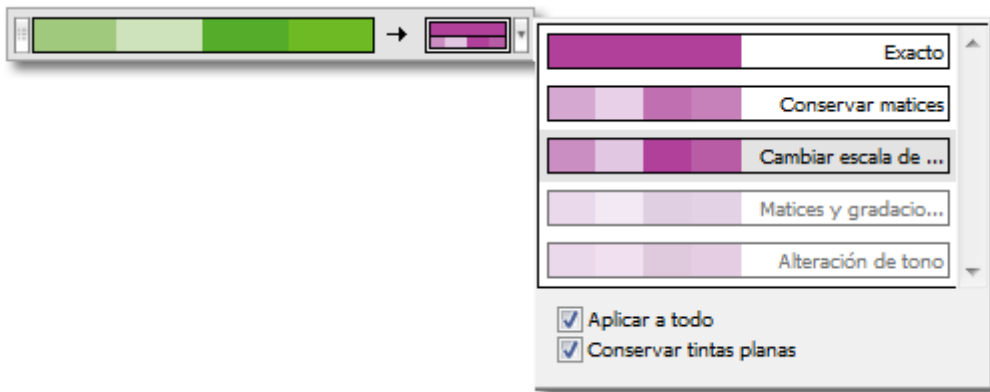 Exacto
Conservar matices
Cambiar escala de ...
Matices y gradacio...
Alteración de tono
Aplicar a todo
Conservar tintas planas